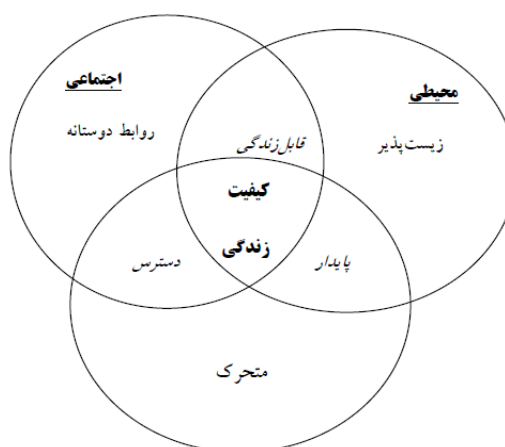 اجتماعی
محیطی
روابط دوستانه
قابل‌زندگی
زیست‌پذیر
کیفیت
زندگی
دسترس
پایدار
متحرک